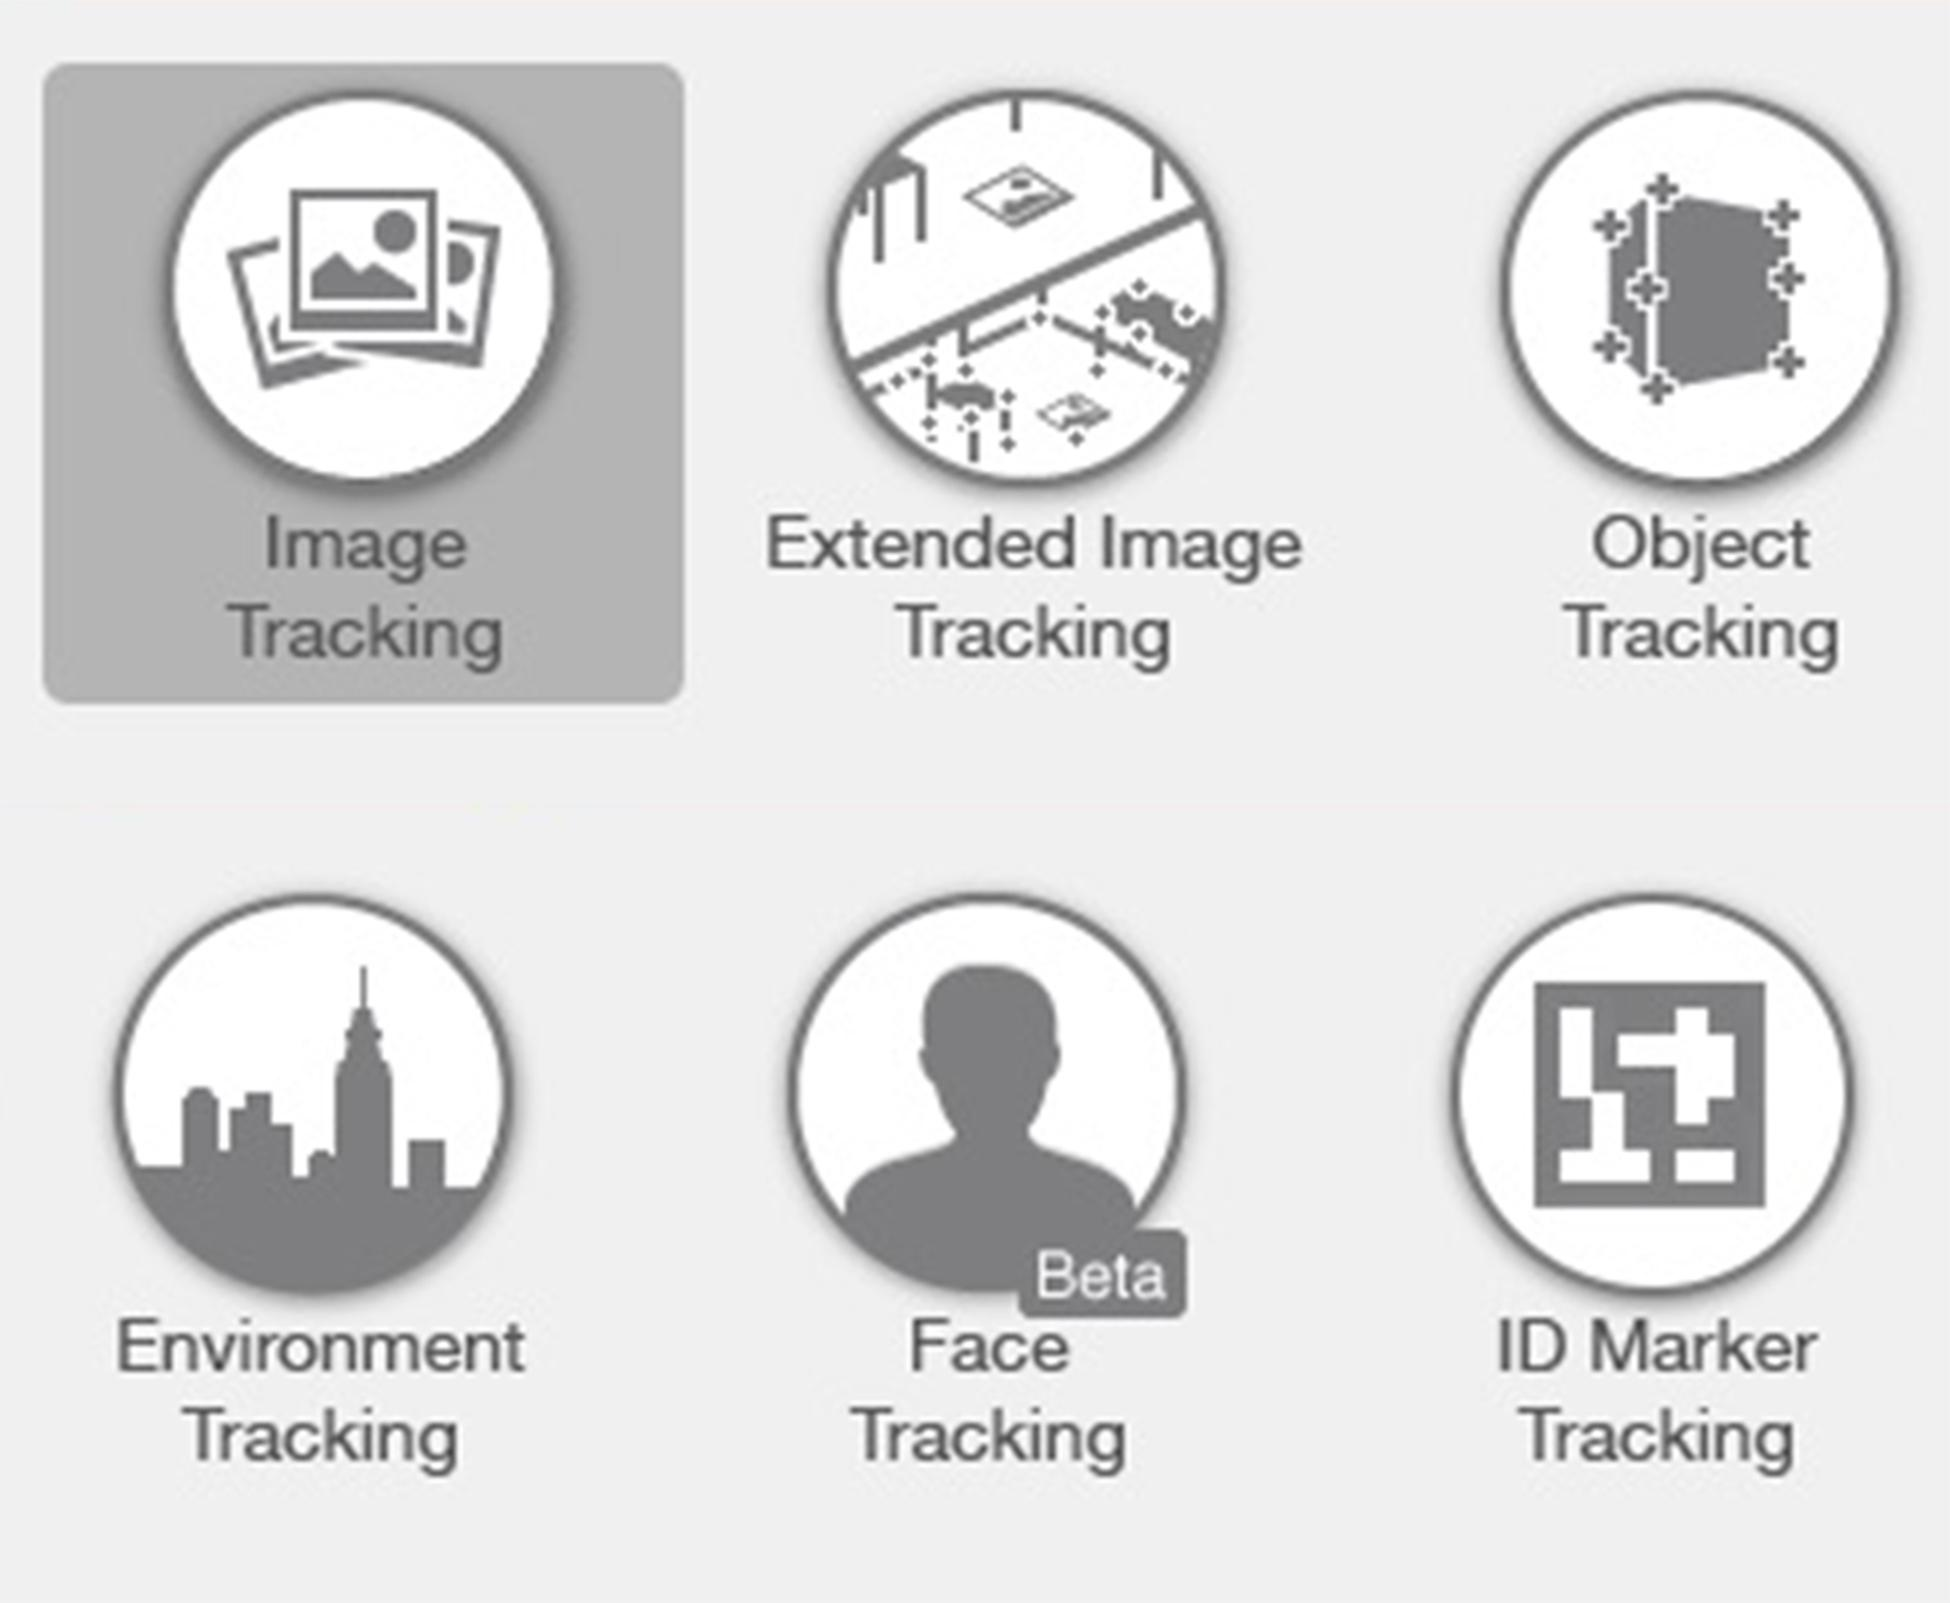 Image
Tracking
Extended Image
Tracking
Object
Tracking
Environment
Tracking
Beta
Face
Tracking
ID Marker
Tracking